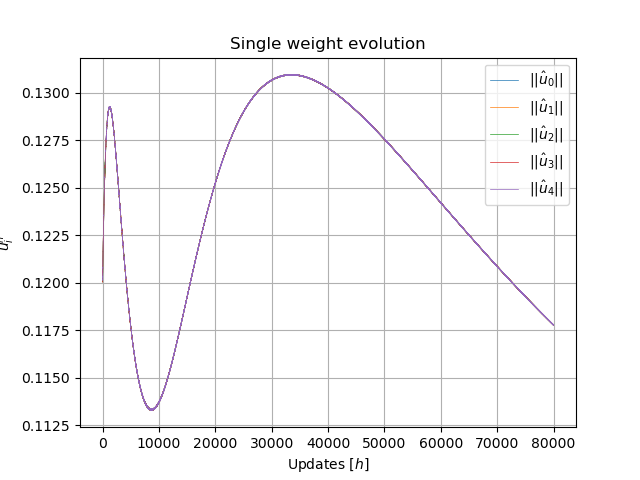 Single weight evolution
0.1300
0.1275
0.1250
0.1225
0.1200
0.1175
0.1150
0.1125
0 10000 20000 30000 40000 50000 60000 70000 80000
Updates [h]
||û₀||
||û₁||
||û₂||
||û₃||
||û₄||